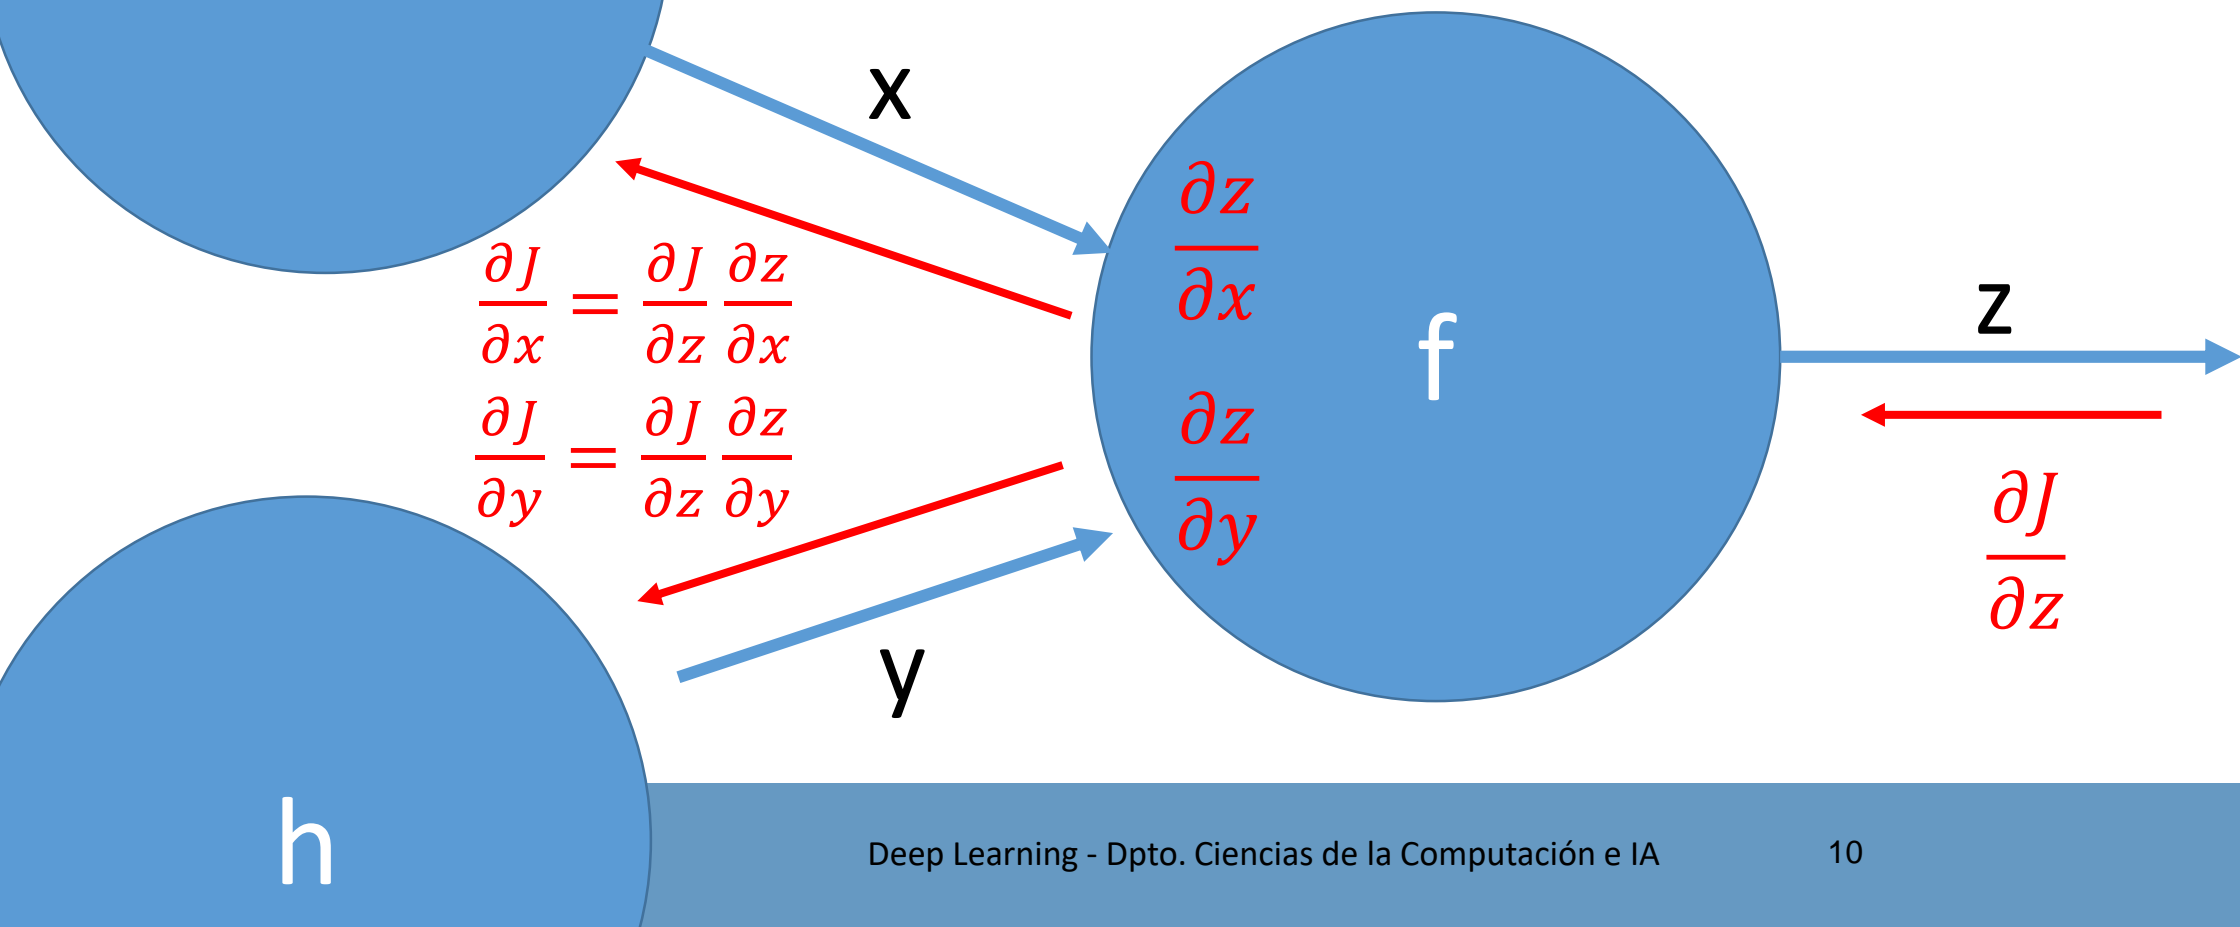 x
∂z/∂x
∂J/∂x = ∂J/∂z ∂z/∂x
z
f
∂J/∂y = ∂J/∂z ∂z/∂y
∂z/∂y
∂J/∂z
y
h
Deep Learning - Dpto. Ciencias de la Computación e IA
10